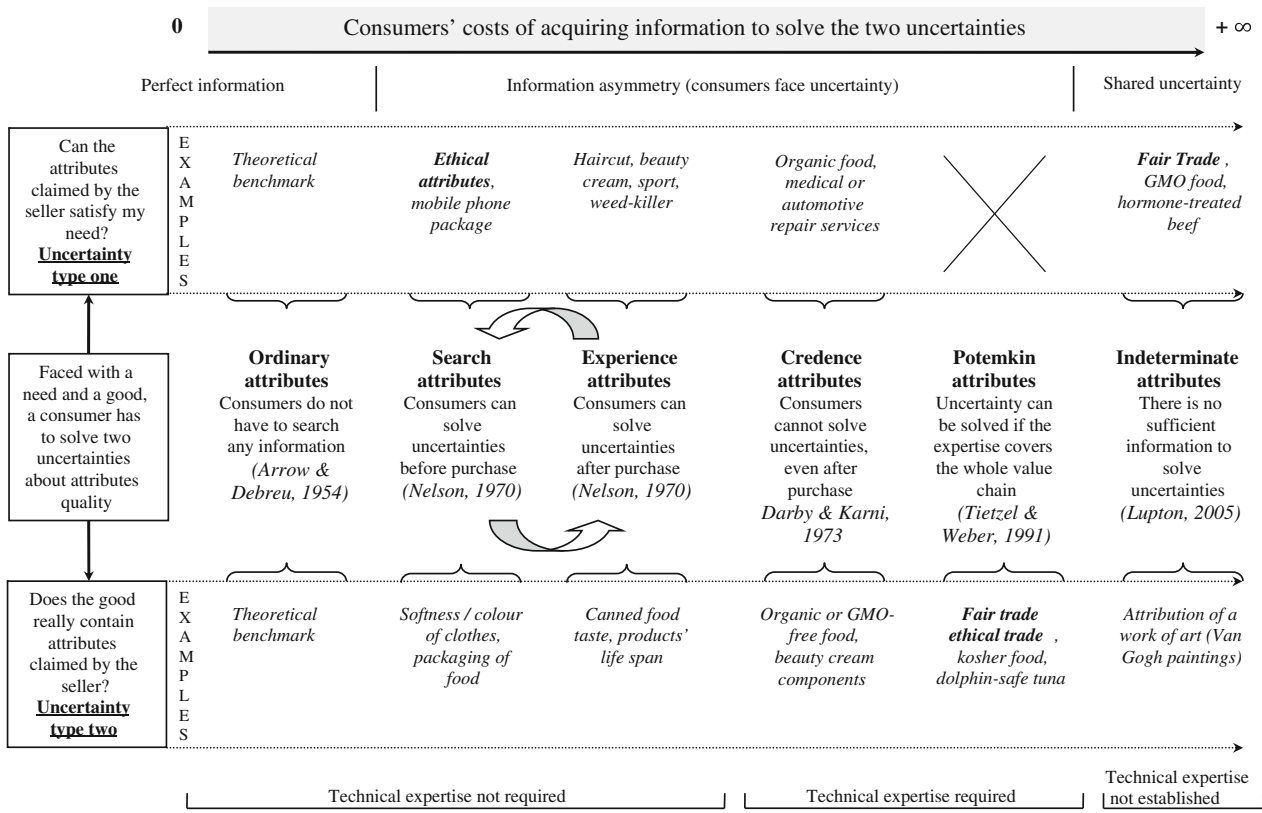 0
Consumers' costs of acquiring information to solve the two uncertainties
+ ∞
Perfect information
Information asymmetry (consumers face uncertainty)
Shared uncertainty
Can the
attributes
claimed by the
seller satisfy my
need?
Uncertainty
type one
E
X
A
M
P
L
E
S
Theoretical
benchmark
Ethical
attributes,
mobile phone
package
Haircut, beauty
cream, sport,
weed-killer
Organic food,
medical or
automotive
repair services
Fair Trade ,
GMO food,
hormone-treated
beef
Faced with a
need and a good,
a consumer has
to solve two
uncertainties
about attributes
quality
Ordinary
attributes
Consumers do not
have to search
any information
(Arrow &
Debreu, 1954)
Search
attributes
Consumers can
solve
uncertainties
before purchase
(Nelson, 1970)
Experience
attributes
Consumers can
solve
uncertainties
after purchase
(Nelson, 1970)
Credence
attributes
Consumers
cannot solve
uncertainties,
even after
purchase
Darby & Karni,
1973
Potemkin
attributes
Uncertainty can
be solved if the
expertise covers
the whole value
chain
(Tietzel &
Weber, 1991)
Indeterminate
attributes
There is no
sufficient
information to
solve
uncertainties
(Lupton, 2005)
Does the good
really contain
attributes
claimed by the
seller?
Uncertainty
type two
E
X
A
M
P
L
E
S
Theoretical
benchmark
Softness / colour
of clothes,
packaging of
food
Canned food
taste, products'
life span
Organic or GMO-
free food,
beauty cream
components
Fair trade
ethical trade ,
kosher food,
dolphin-safe tuna
Attribution of a
work of art (Van
Gogh paintings)
Technical expertise not required
Technical expertise required
Technical expertise
not established